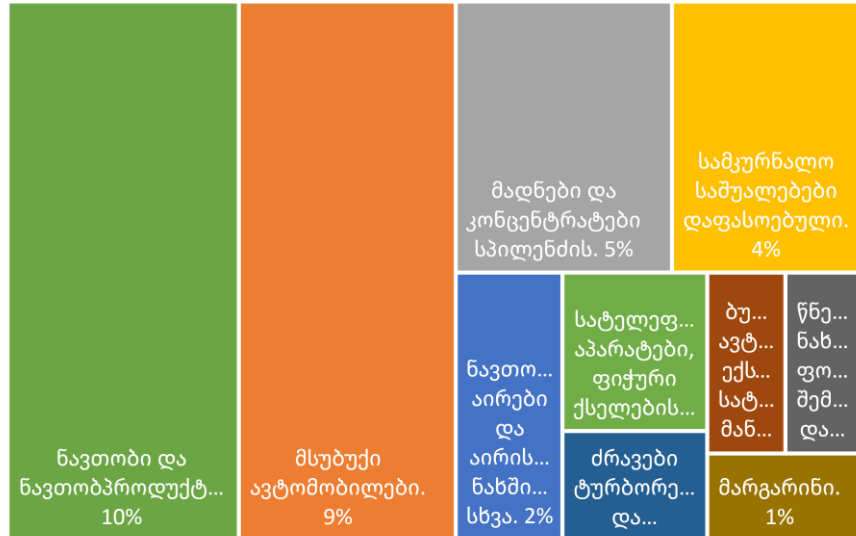 ნავთობი და
ნავთობპროდუქტ...
10%
მსუბუქი
ავტომობილები.
9%
მადნები და
კონცენტრატები
სპილენძის. 5%
სამკურნალო
საშუალებები
დაფასოებული.
4%
ნავთო...
აირები
და
აირის...
ნახში...
სხვა. 2%
სატელეფ...
აპარატები,
ფიჭური
ქსელების...
ძრავები
ტურბორე...
და...
ბუ...
ავტ...
ექს...
სატ...
მან...
წნე...
ნახ...
ფო...
შემ...
და...
მარგარინი.
1%